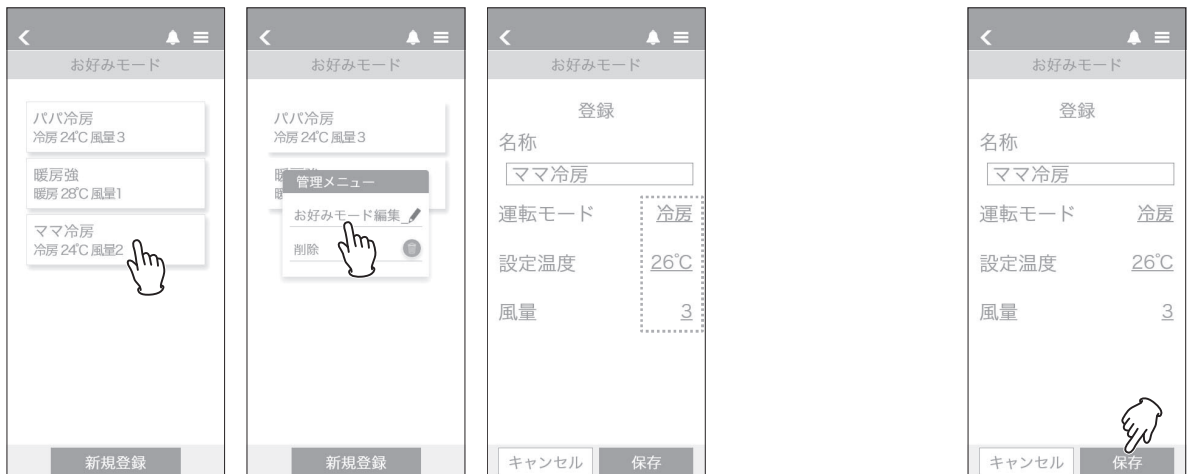 お好みモード
パパ冷房
冷房 24℃ 風量3
暖房強
暖房 28℃ 風量1
ママ冷房
冷房 24℃ 風量2
新規登録
お好みモード
パパ冷房
冷房 24℃ 風量3
管理メニュー
お好みモード編集
削除
新規登録
お好みモード
登録
名称
ママ冷房
運転モード 冷房
設定温度 26℃
風量 3
キャンセル 保存
お好みモード
登録
名称
ママ冷房
運転モード 冷房
設定温度 26℃
風量 3
キャンセル 保存